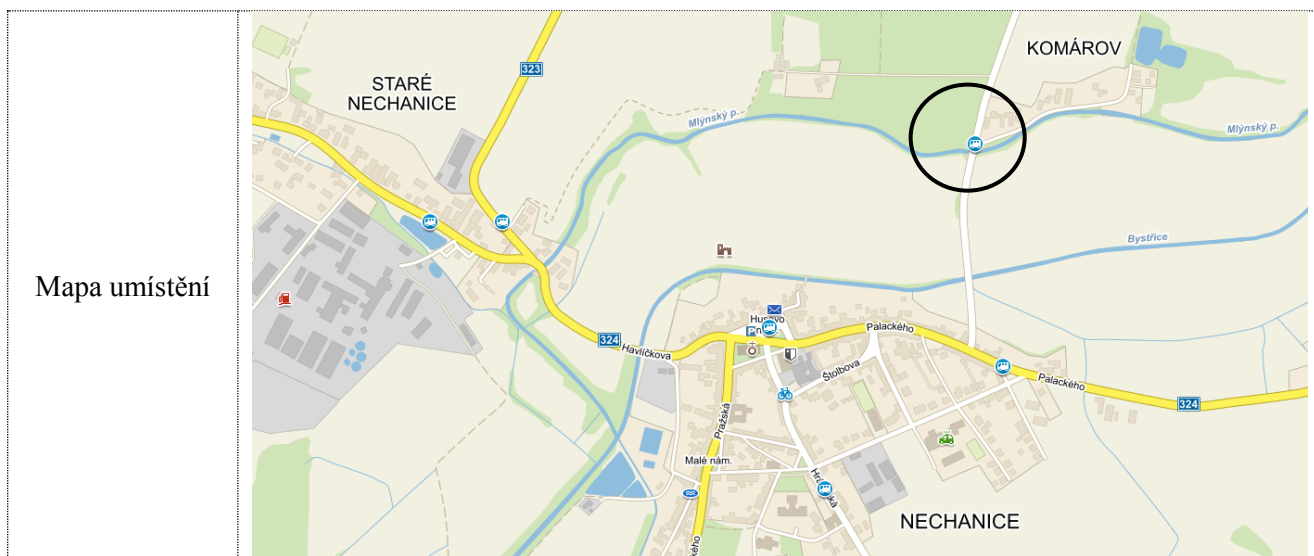 Mapa umístění
KOMÁROV
323
STARÉ
NECHANICE
Mlýnský p.
Mlýnský p.
Bystřice
Palackého
324
Havlíčkova
P
Štolbova
Palackého
324
Pražská
Malé nám.
NECHANICE